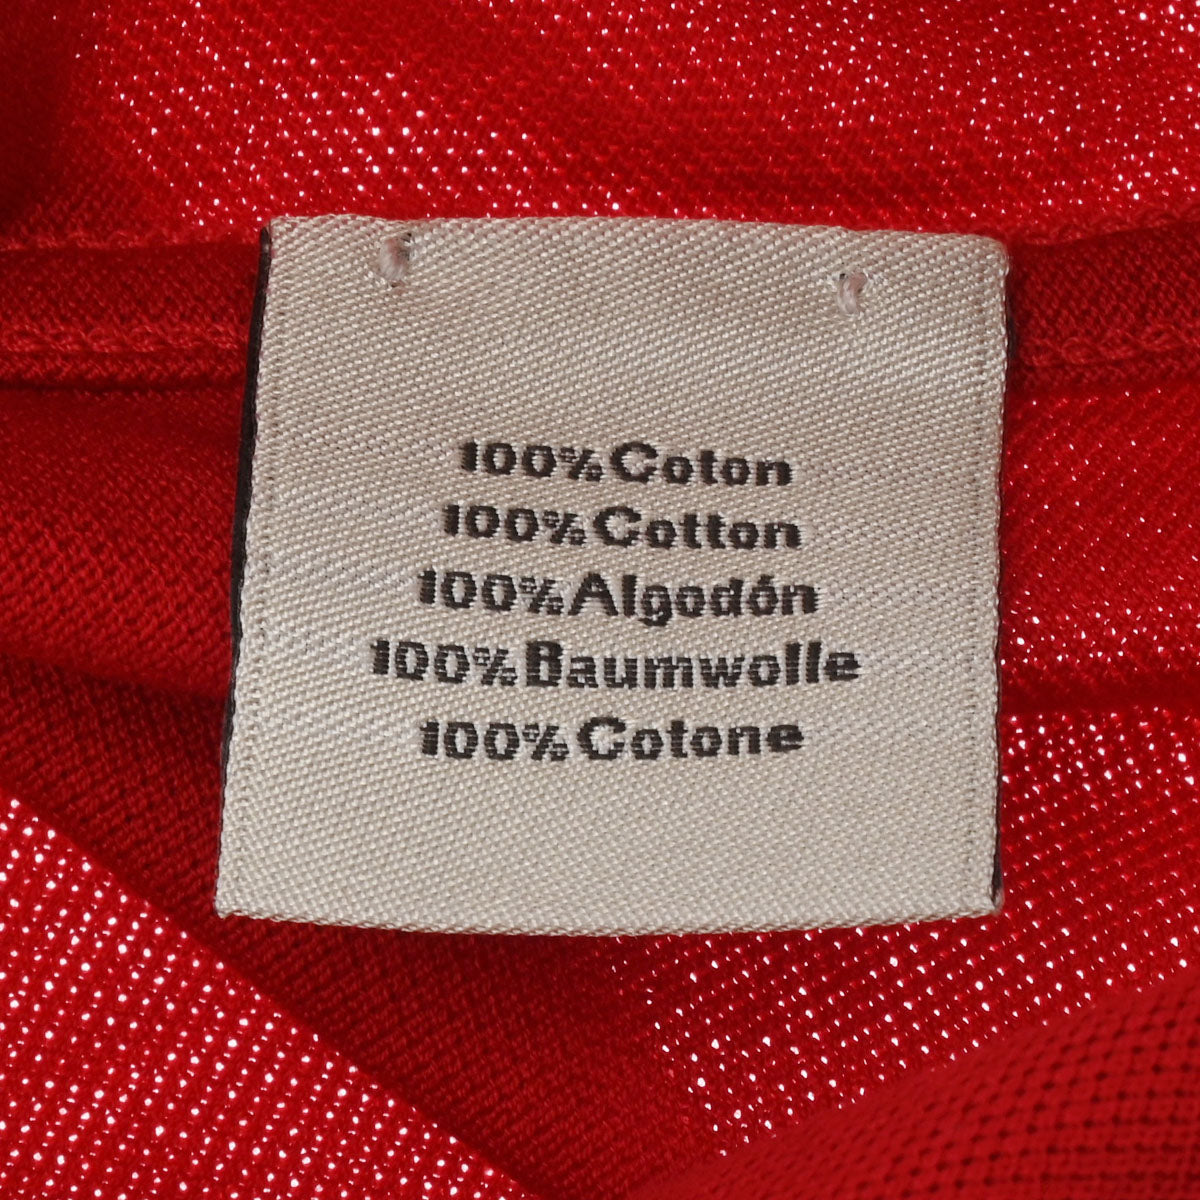 100% Coton
100% Cotton
100% Algodón
100% Baumwolle
100% Cotone